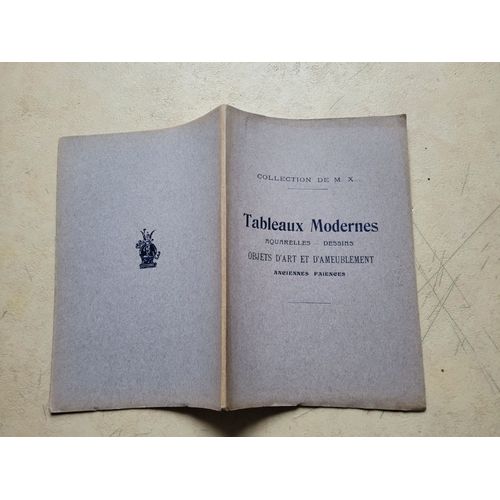 COLLECTION DE M. X...
Tableaux Modernes
AQUARELLES - DESSINS
OBJETS D'ART ET D'AMEUBLEMENT
ANCIENNES FAIENCES